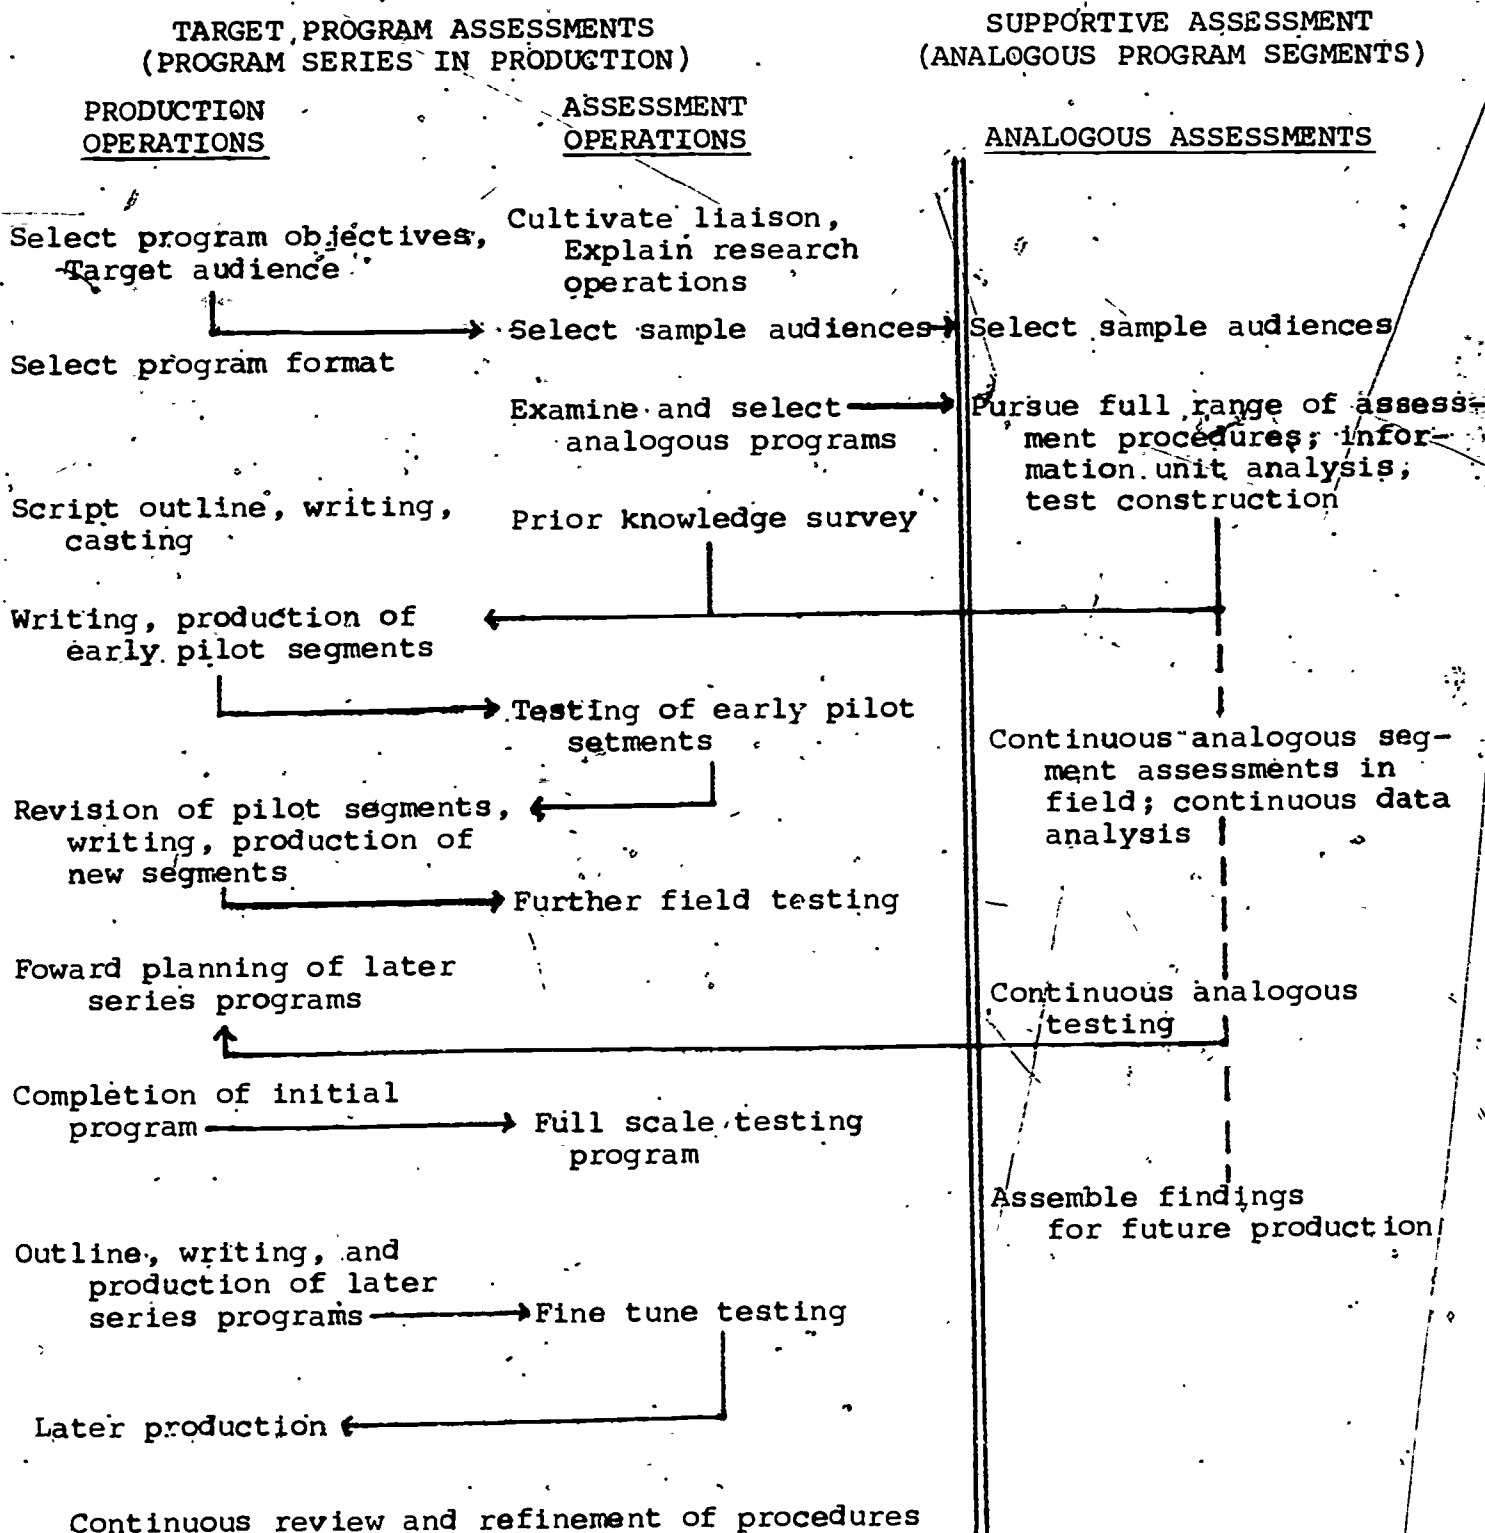 TARGET PROGRAM ASSESSMENTS
(PROGRAM SERIES IN PRODUCTION)
SUPPORTIVE ASSESSMENT
(ANALOGOUS PROGRAM SEGMENTS)
PRODUCTION
OPERATIONS
ASSESSMENT
OPERATIONS
ANALOGOUS ASSESSMENTS
Select program objectives,
Target audience
Cultivate liaison,
Explain research
operations
Select sample audiences
Select sample audiences
Select program format
Examine and select
analogous programs
Pursue full range of assess-
ment procedures; infor-
mation unit analysis;
test construction
Script outline, writing,
casting
Prior knowledge survey
Writing, production of
early pilot segments
Testing of early pilot
setments
Continuous analogous seg-
ment assessments in
field; continuous data
analysis
Revision of pilot segments,
writing, production of
new segments
Further field testing
Foward planning of later
series programs
Continuous analogous
testing
Completion of initial
program
Full scale testing
program
Assemble findings
for future production
Outline, writing, and
production of later
series programs
Fine tune testing
Later production
Continuous review and refinement of procedures